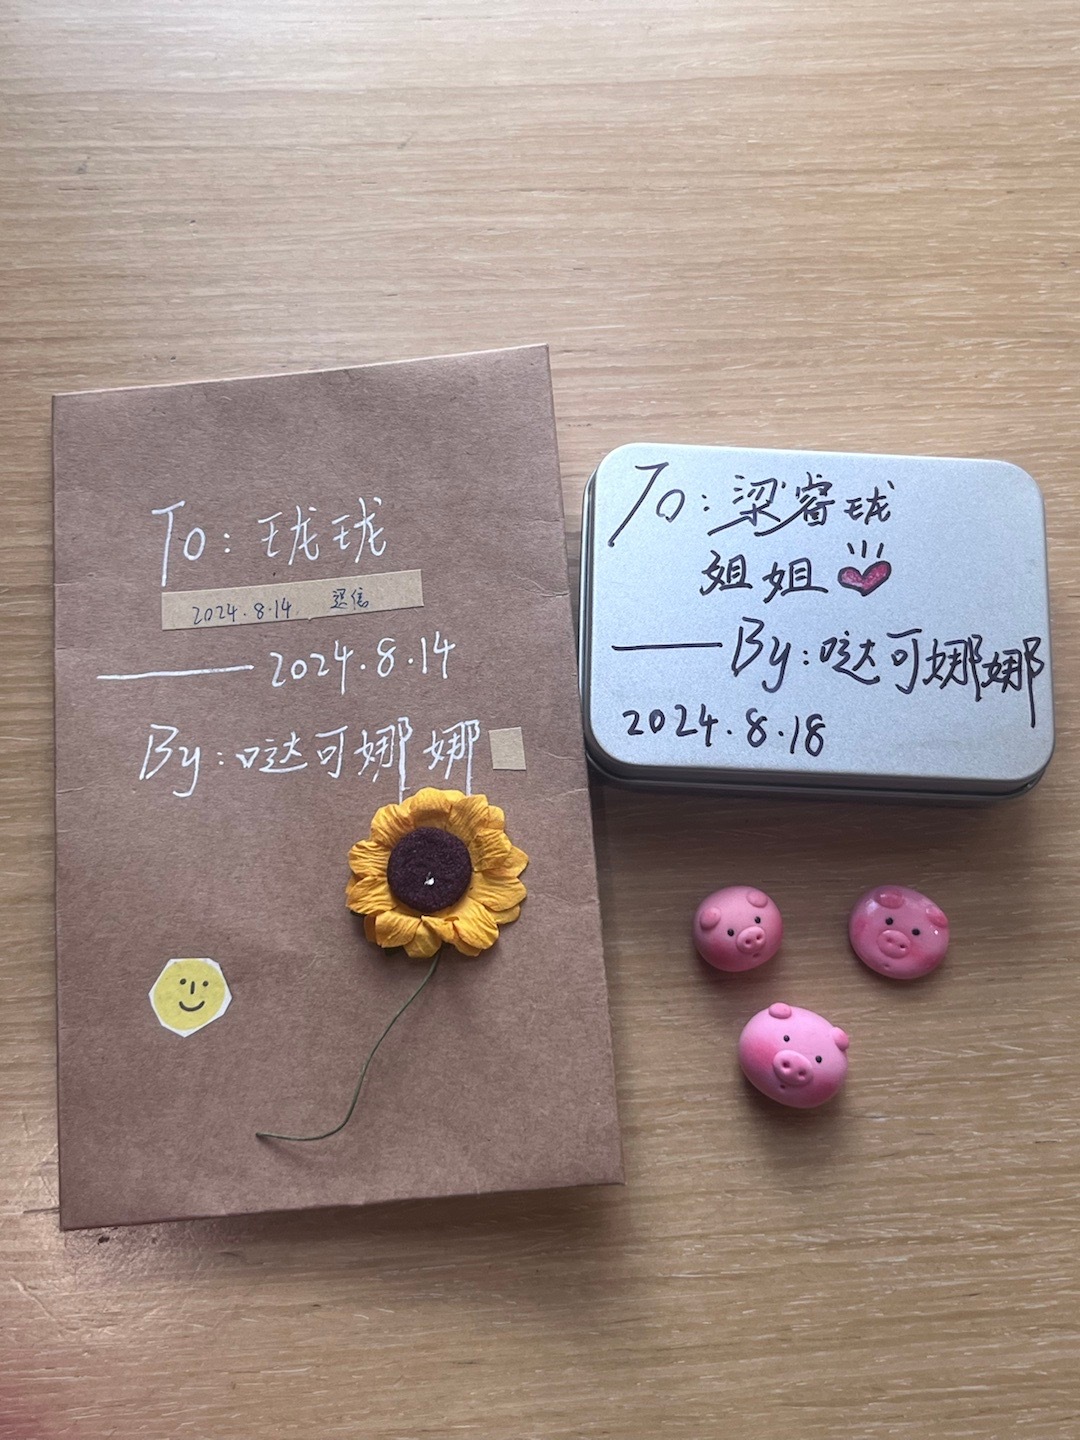 To: 珑珑
2024.8.14 梁信
——2024.8.14
By: 哒可娜娜
To: 梁睿珑
姐姐
——By: 哒可娜娜
2024.8.18